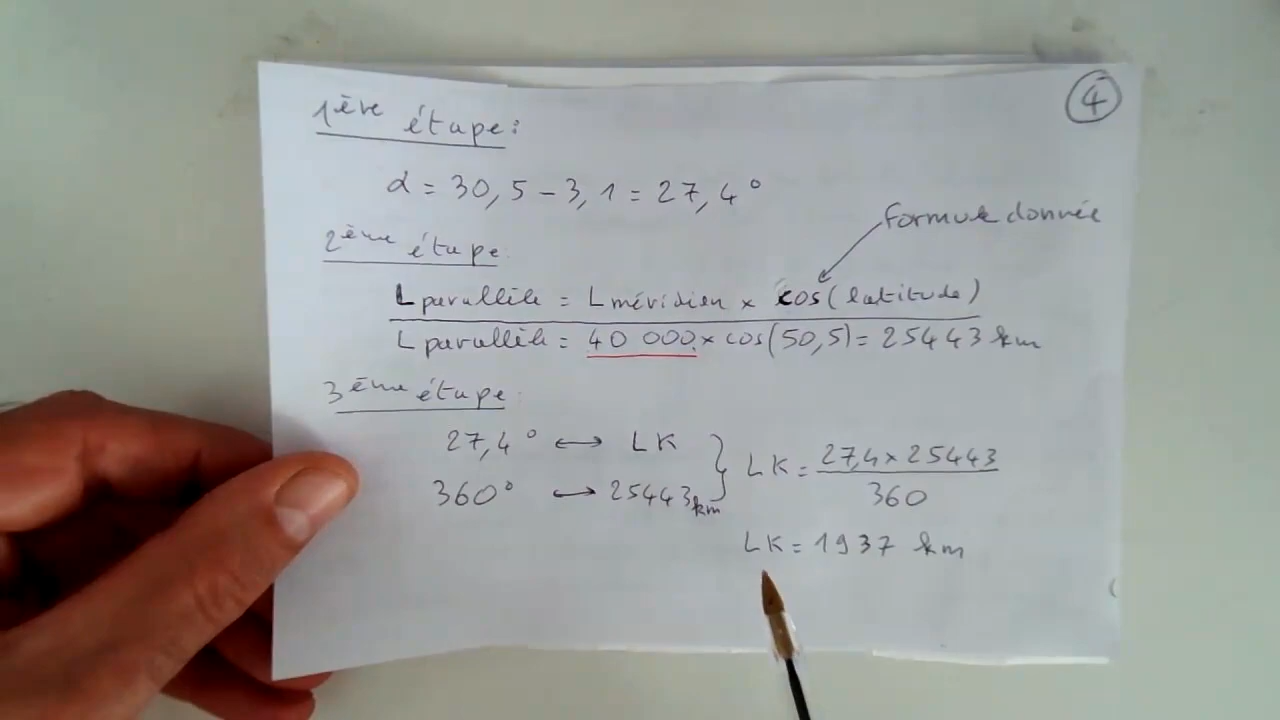 ④
1ère étape:
α = 30,5 - 3,1 = 27,4°
formule donnée
2ème étape
L parallèle = L méridien x cos(latitude)
L parallèle = 40 000 x cos(50,5) = 25443 km
3ème étape:
27,4° ↔ LK
360° ↔ 25443 km
LK = 27,4 x 25443
360
LK = 1937 km